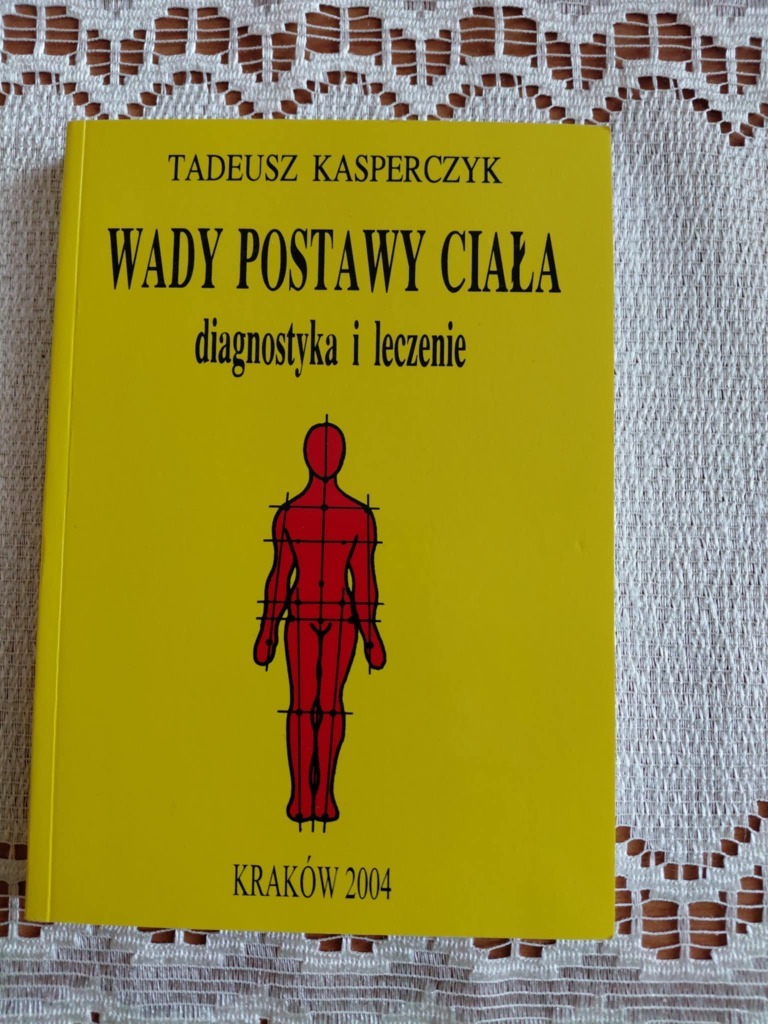 TADEUSZ KASPERCZYK
WADY POSTAWY CIAŁA
diagnostyka i leczenie
KRAKÓW 2004